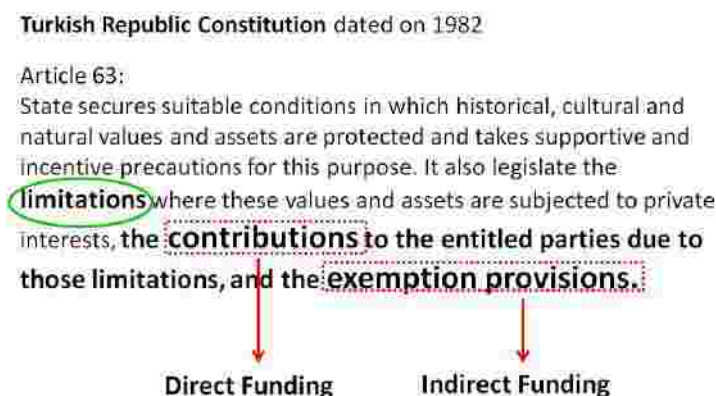 Turkish Republic Constitution dated on 1982
Article 63:
State secures suitable conditions in which historical, cultural and
natural values and assets are protected and takes supportive and
incentive precautions for this purpose. It also legislate the
limitations where these values and assets are subjected to private
interests, the contributions to the entitled parties due to
those limitations, and the exemption provisions.
Direct Funding Indirect Funding